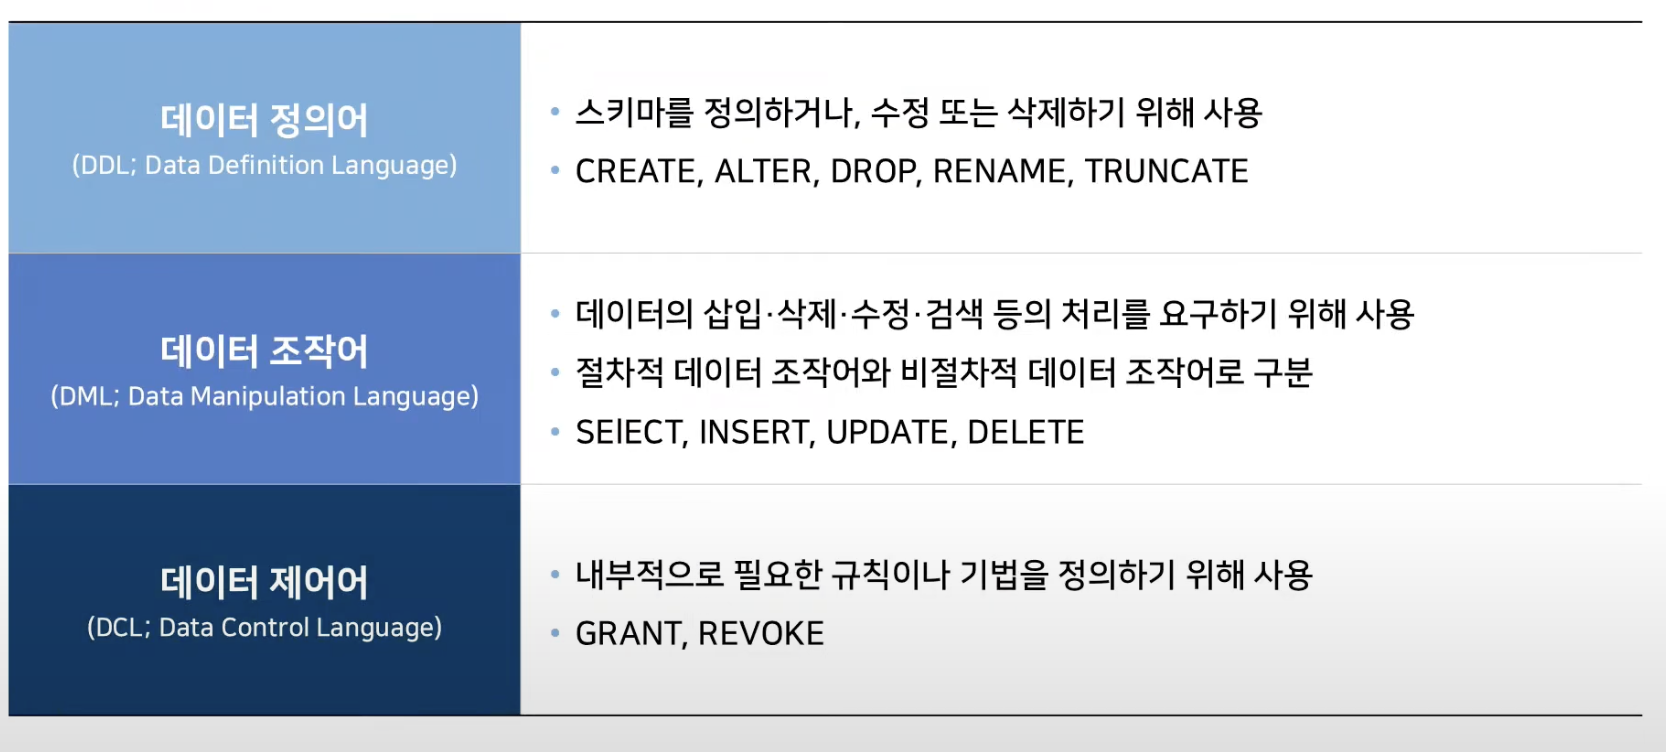 데이터 정의어
(DDL; Data Definition Language)
• 스키마를 정의하거나, 수정 또는 삭제하기 위해 사용
• CREATE, ALTER, DROP, RENAME, TRUNCATE
데이터 조작어
(DML; Data Manipulation Language)
• 데이터의 삽입·삭제·수정·검색 등의 처리를 요구하기 위해 사용
• 절차적 데이터 조작어와 비절차적 데이터 조작어로 구분
• SElECT, INSERT, UPDATE, DELETE
데이터 제어어
(DCL; Data Control Language)
• 내부적으로 필요한 규칙이나 기법을 정의하기 위해 사용
• GRANT, REVOKE